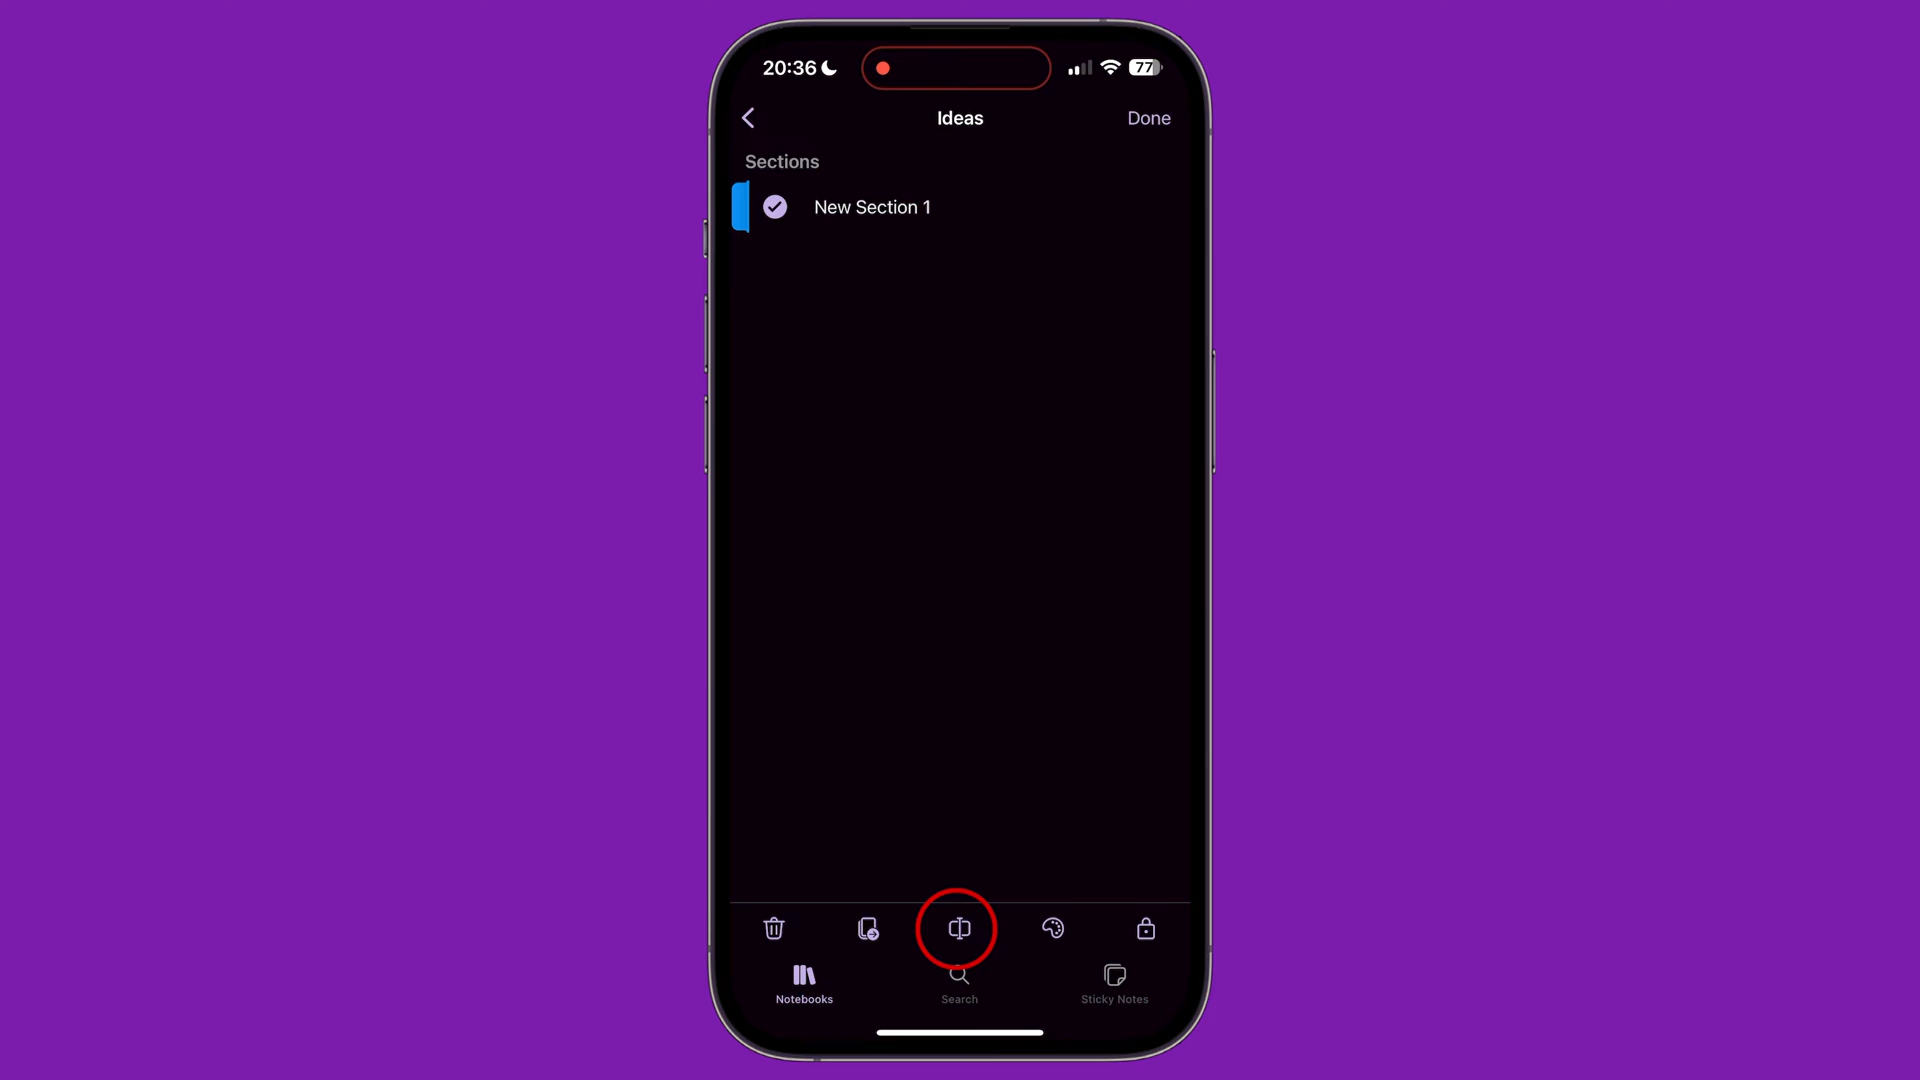 20:36
77
Ideas
Done
Sections
New Section 1
Notebooks
Search
Sticky Notes